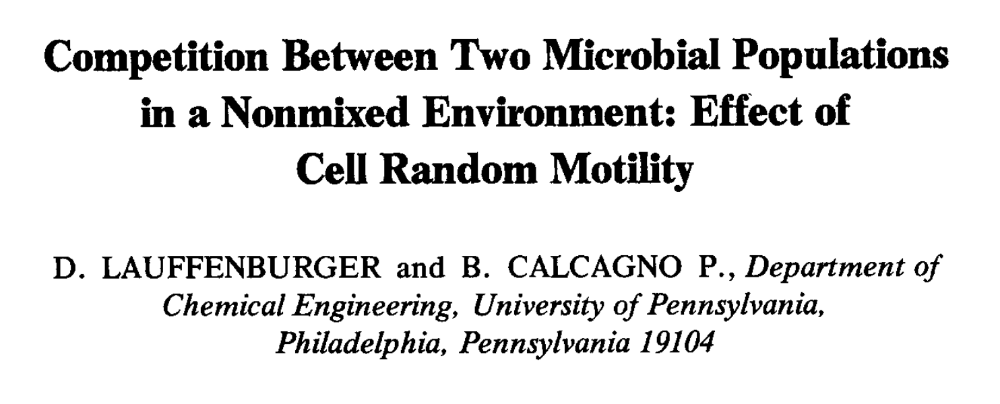 Competition Between Two Microbial Populations
in a Nonmixed Environment: Effect of
Cell Random Motility
D. LAUFFENBURGER and B. CALCAGNO P., Department of
Chemical Engineering, University of Pennsylvania,
Philadelphia, Pennsylvania 19104